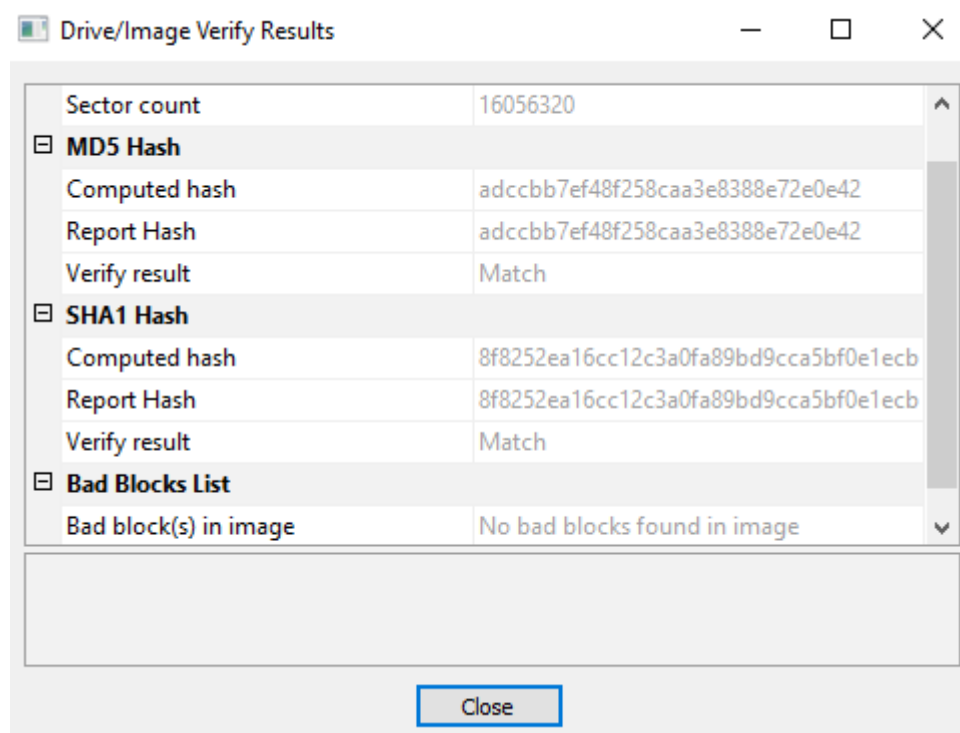 Drive/Image Verify Results
Sector count 16056320
MD5 Hash
Computed hash adccbb7ef48f258caa3e8388e72e0e42
Report Hash adccbb7ef48f258caa3e8388e72e0e42
Verify result Match
SHA1 Hash
Computed hash 8f8252ea16cc12c3a0fa89bd9cca5bf0e1ecb
Report Hash 8f8252ea16cc12c3a0fa89bd9cca5bf0e1ecb
Verify result Match
Bad Blocks List
Bad block(s) in image No bad blocks found in image
Close